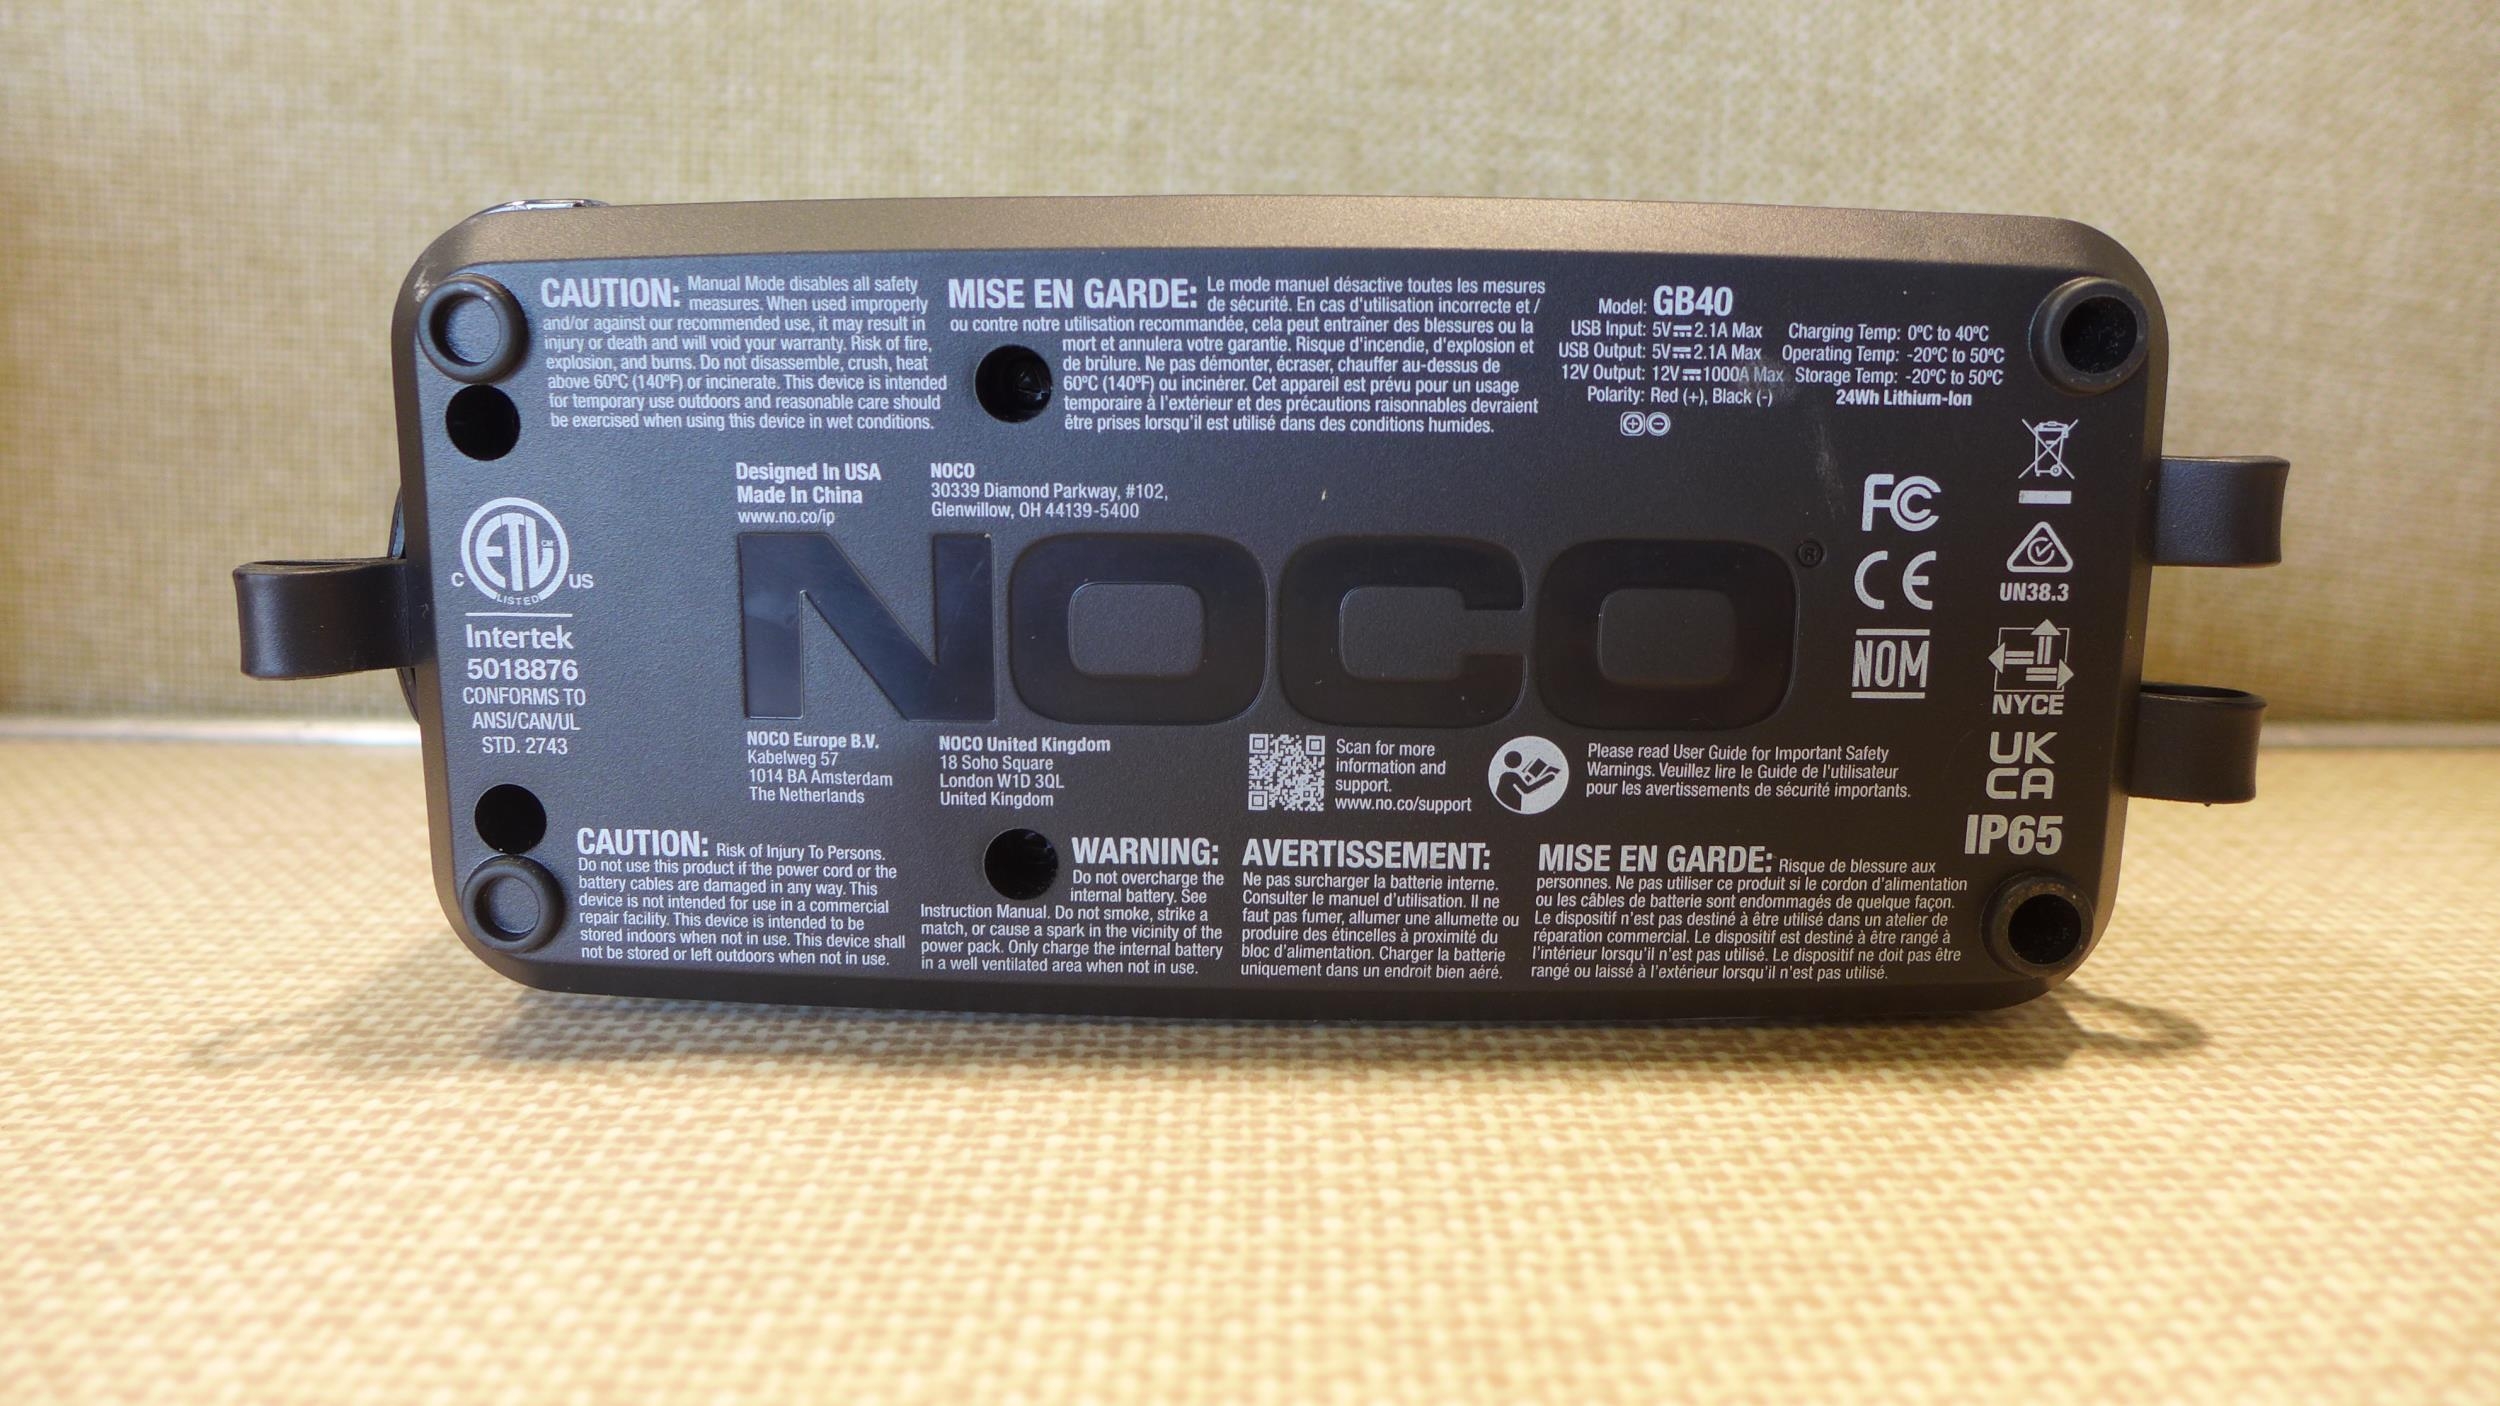 CAUTION: Manual Mode disables all safety
measures. When used improperly
and/or against our recommended use, it may result in
injury or death and will void your warranty. Risk of fire,
explosion, and burns. Do not disassemble, crush, heat
above 60ºC (140ºF) or incinerate. This device is intended
for temporary use outdoors and reasonable care should
be exercised when using this device in wet conditions.
MISE EN GARDE: Le mode manuel désactive toutes les mesures
de sécurité. En cas d'utilisation incorrecte et /
ou contre notre utilisation recommandée, cela peut entraîner des blessures ou la
mort et annulera votre garantie. Risque d'incendie, d'explosion et
de brûlure. Ne pas démonter, écraser, chauffer au-dessus de
60ºC (140ºF) ou incinérer. Cet appareil est prévu pour un usage
temporaire à l'extérieur et des précautions raisonnables devraient
être prises lorsqu'il est utilisé dans des conditions humides.
Model: GB40
USB Input: 5V⎓2.1A Max
USB Output: 5V⎓2.1A Max
12V Output: 12V⎓1000A Max
Polarity: Red (+), Black (-)
Charging Temp: 0ºC to 40ºC
Operating Temp: -20ºC to 50ºC
Storage Temp: -20ºC to 50ºC
24Wh Lithium-Ion
Designed In USA
Made In China
www.no.co/ip
NOCO
30339 Diamond Parkway, #102,
Glenwillow, OH 44139-5400
ETL CM
C US
LISTED
Intertek
5018876
CONFORMS TO
ANSI/CAN/UL
STD. 2743
NOCO®
FC
CE
NOM
UN38.3
NYCE
UK
CA
IP65
NOCO Europe B.V.
Kabelweg 57
1014 BA Amsterdam
The Netherlands
NOCO United Kingdom
18 Soho Square
London W1D 3QL
United Kingdom
Scan for more
information and
support.
www.no.co/support
Please read User Guide for Important Safety
Warnings. Veuillez lire le Guide de l'utilisateur
pour les avertissements de sécurité importants.
CAUTION: Risk of Injury To Persons.
Do not use this product if the power cord or the
battery cables are damaged in any way. This
device is not intended for use in a commercial
repair facility. This device is intended to be
stored indoors when not in use. This device shall
not be stored or left outdoors when not in use.
WARNING:
Do not overcharge the
internal battery. See
Instruction Manual. Do not smoke, strike a
match, or cause a spark in the vicinity of the
power pack. Only charge the internal battery
in a well ventilated area when not in use.
AVERTISSEMENT:
Ne pas surcharger la batterie interne.
Consulter le manuel d'utilisation. Il ne
faut pas fumer, allumer une allumette ou
produire des étincelles à proximité du
bloc d'alimentation. Charger la batterie
uniquement dans un endroit bien aéré.
MISE EN GARDE: Risque de blessure aux
personnes. Ne pas utiliser ce produit si le cordon d'alimentation
ou les câbles de batterie sont endommagés de quelque façon.
Le dispositif n'est pas destiné à être utilisé dans un atelier de
réparation commercial. Le dispositif est destiné à être rangé à
l'intérieur lorsqu'il n'est pas utilisé. Le dispositif ne doit pas être
rangé ou laissé à l'extérieur lorsqu'il n'est pas utilisé.